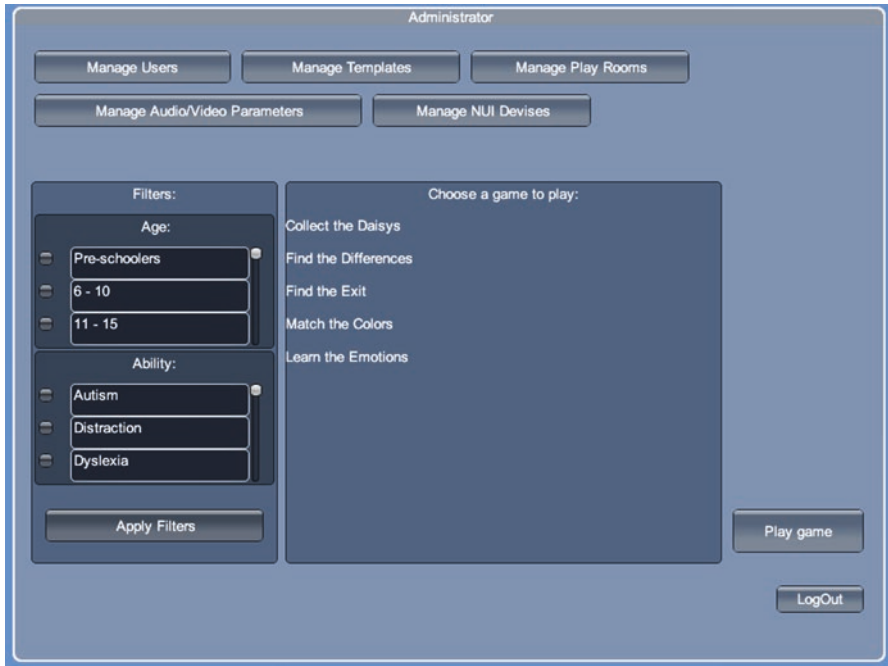 Administrator
Manage Users
Manage Templates
Manage Play Rooms
Manage Audio/Video Parameters
Manage NUI Devises
Filters:
Age:
Pre-schoolers
6 - 10
11 - 15
Ability:
Autism
Distraction
Dyslexia
Apply Filters
Choose a game to play:
Collect the Daisys
Find the Differences
Find the Exit
Match the Colors
Learn the Emotions
Play game
LogOut